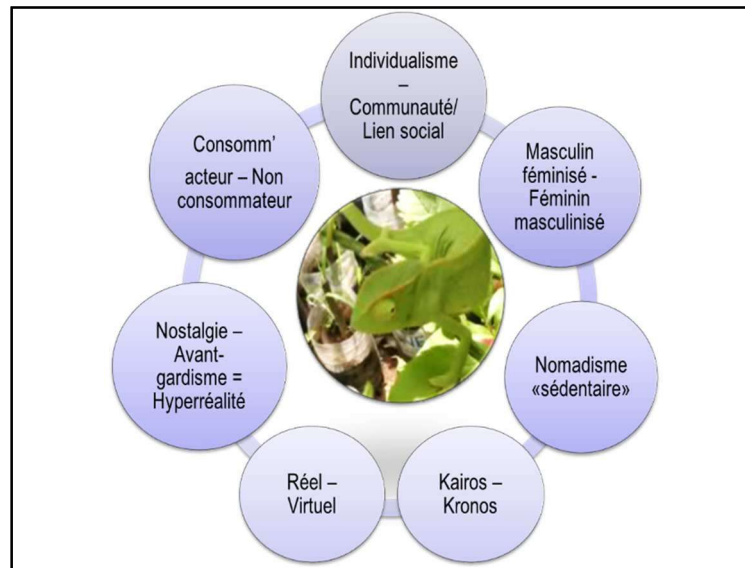 Individualisme
–
Communauté/
Lien social
Masculin
féminisé -
Féminin
masculinisé
Nomadisme
«sédentaire»
Kairos –
Kronos
Réel –
Virtuel
Nostalgie –
Avant-
gardisme =
Hyperréalité
Consomm’
acteur – Non
consommateur